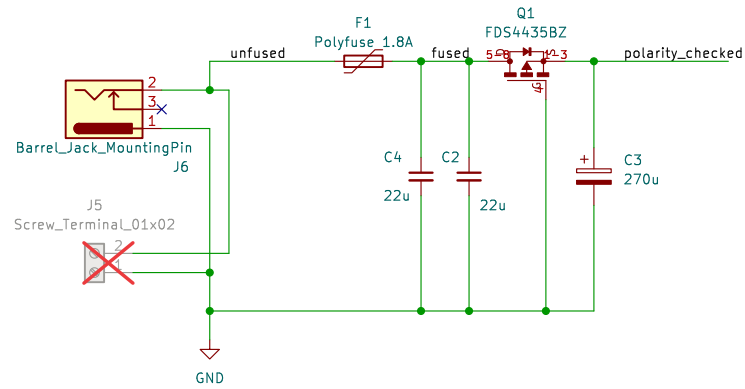 Q1
FDS4435BZ
F1
Polyfuse_1.8A
unfused
fused
5-8
D
S
1-3
polarity_checked
G
4
2
3
1
Barrel_Jack_MountingPin
J6
C4
22u
C2
22u
+
C3
270u
J5
Screw_Terminal_01x02
2
1
GND